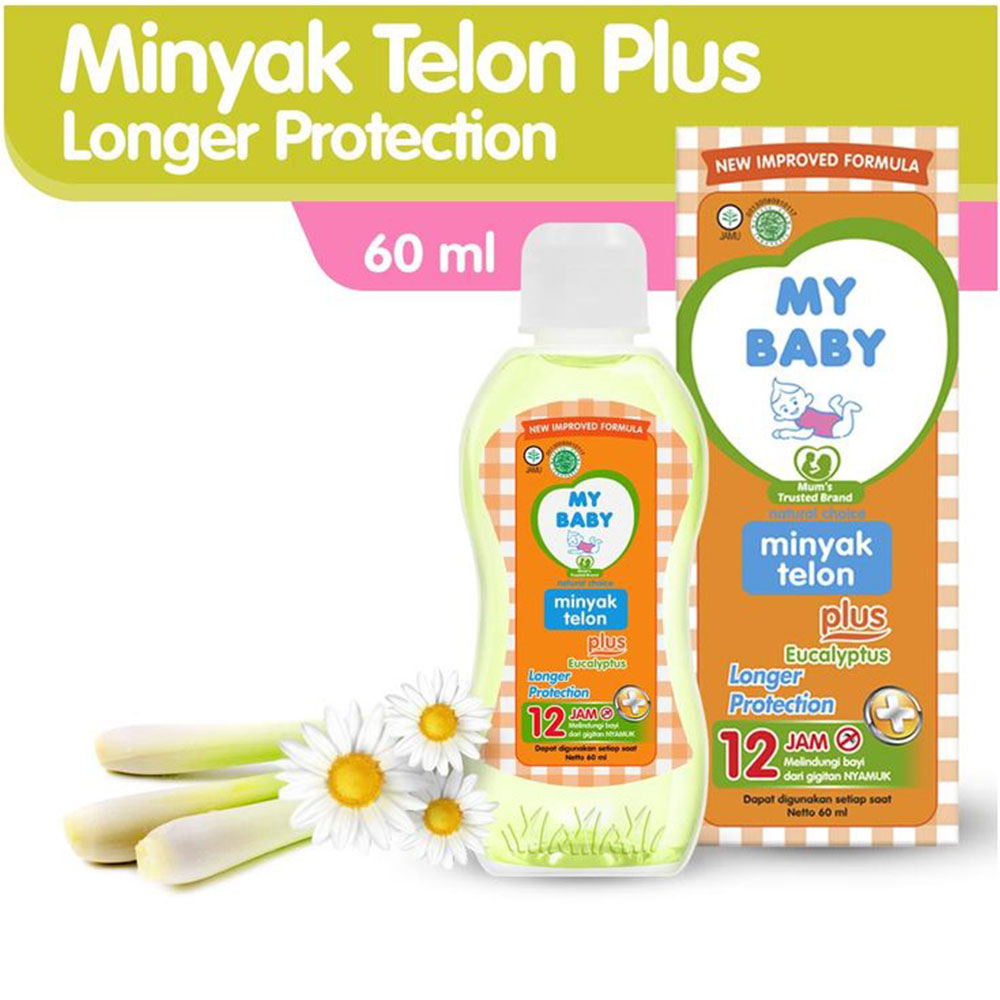 Minyak Telon Plus
Longer Protection
60 ml
NEW IMPROVED FORMULA
JAMU
MY
BABY
Mum's
Trusted Brand
natural choice
minyak
telon
plus
Eucalyptus
Longer
Protection
12 JAM
Melindungi bayi
dari gigitan NYAMUK
Dapat digunakan setiap saat
Netto 60 ml
NEW IMPROVED FORMULA
JAMU
MY
BABY
Mum's
Trusted Brand
natural choice
minyak
telon
plus
Eucalyptus
Longer
Protection
12 JAM
Melindungi bayi
dari gigitan NYAMUK
Dapat digunakan setiap saat
Netto 60 ml